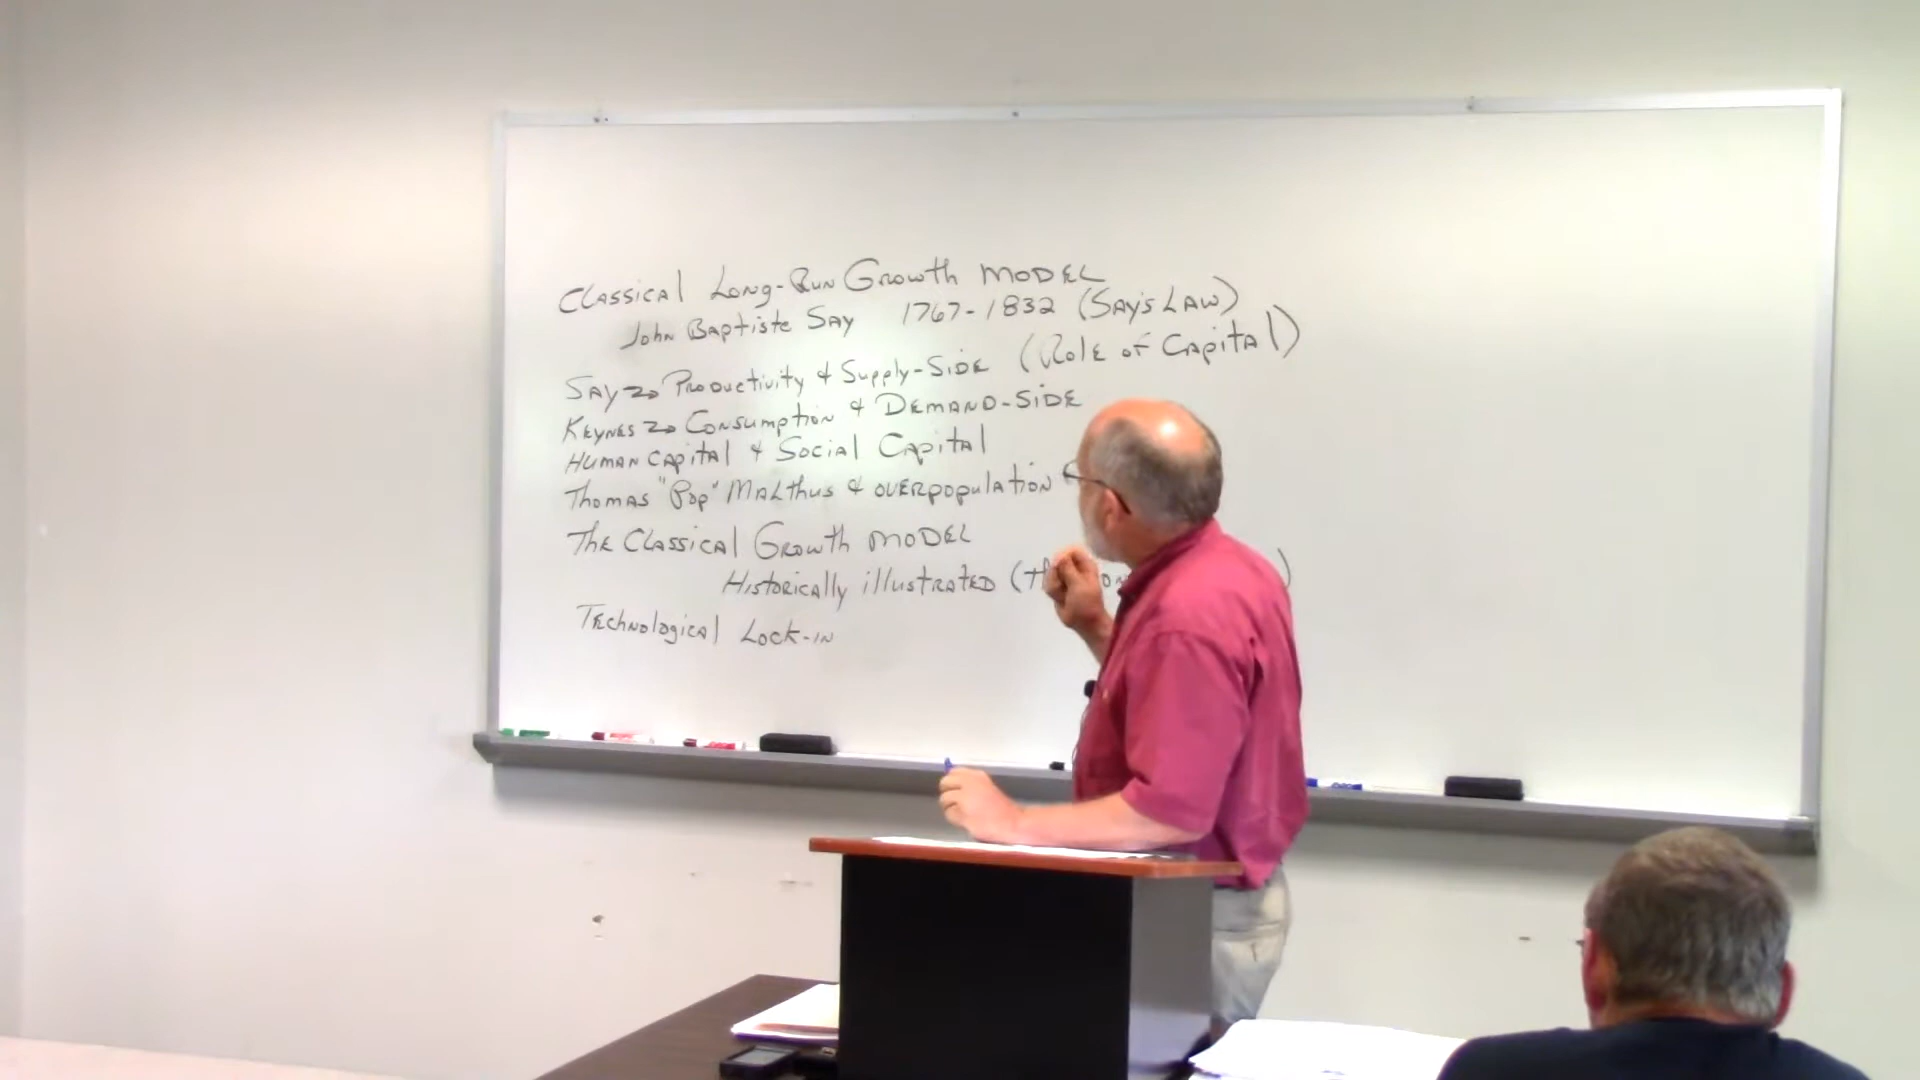 Classical Long-Run Growth Model
John Baptiste Say 1767-1832 (Say's Law)
Say → Productivity & Supply-Side (Role of Capital)
Keynes → Consumption & Demand-Side
Human Capital & Social Capital
Thomas "Pop" Malthus & overpopulation
The Classical Growth Model
Historically illustrated (
Technological Lock-in